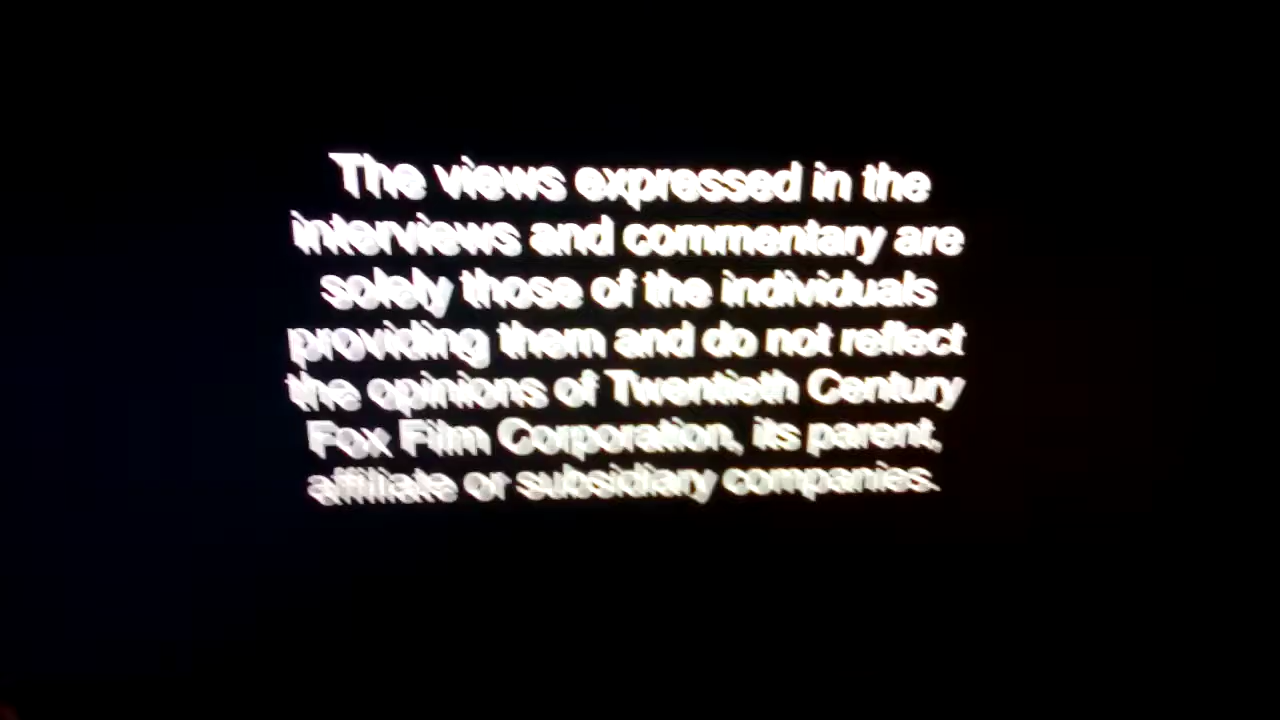 The views expressed in the
interviews and commentary are
solely those of the individuals
providing them and do not reflect
the opinions of Twentieth Century
Fox Film Corporation, its parent,
affiliate or subsidiary companies.